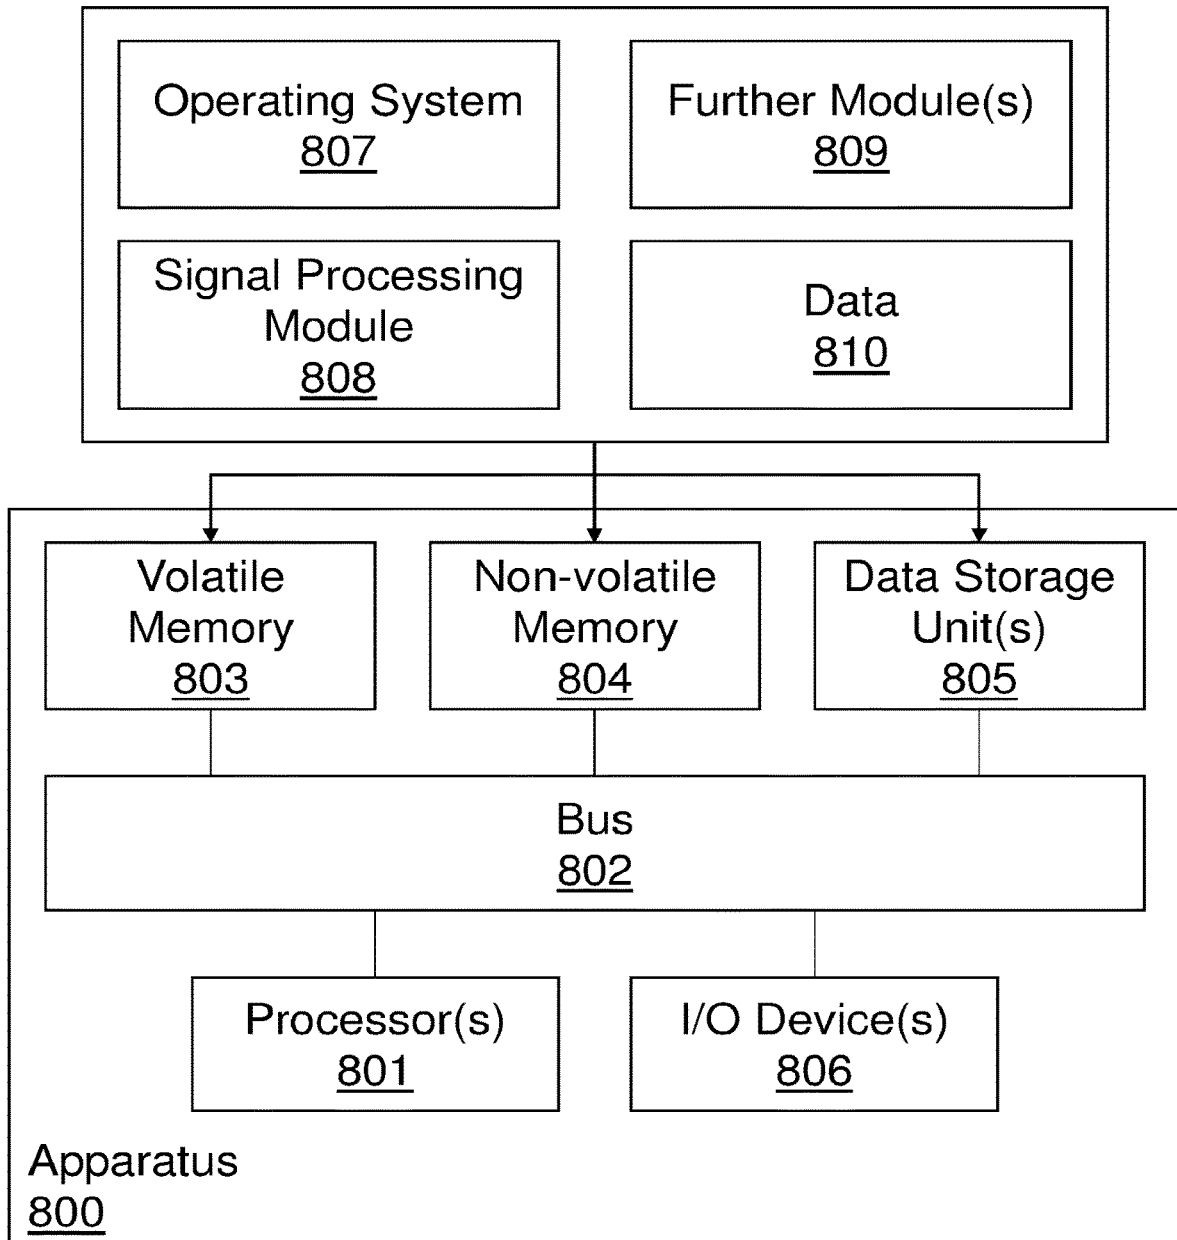 Operating System
807
Further Module(s)
809
Signal Processing
Module
808
Data
810
Volatile
Memory
803
Non-volatile
Memory
804
Data Storage
Unit(s)
805
Bus
802
Processor(s)
801
I/O Device(s)
806
Apparatus
800